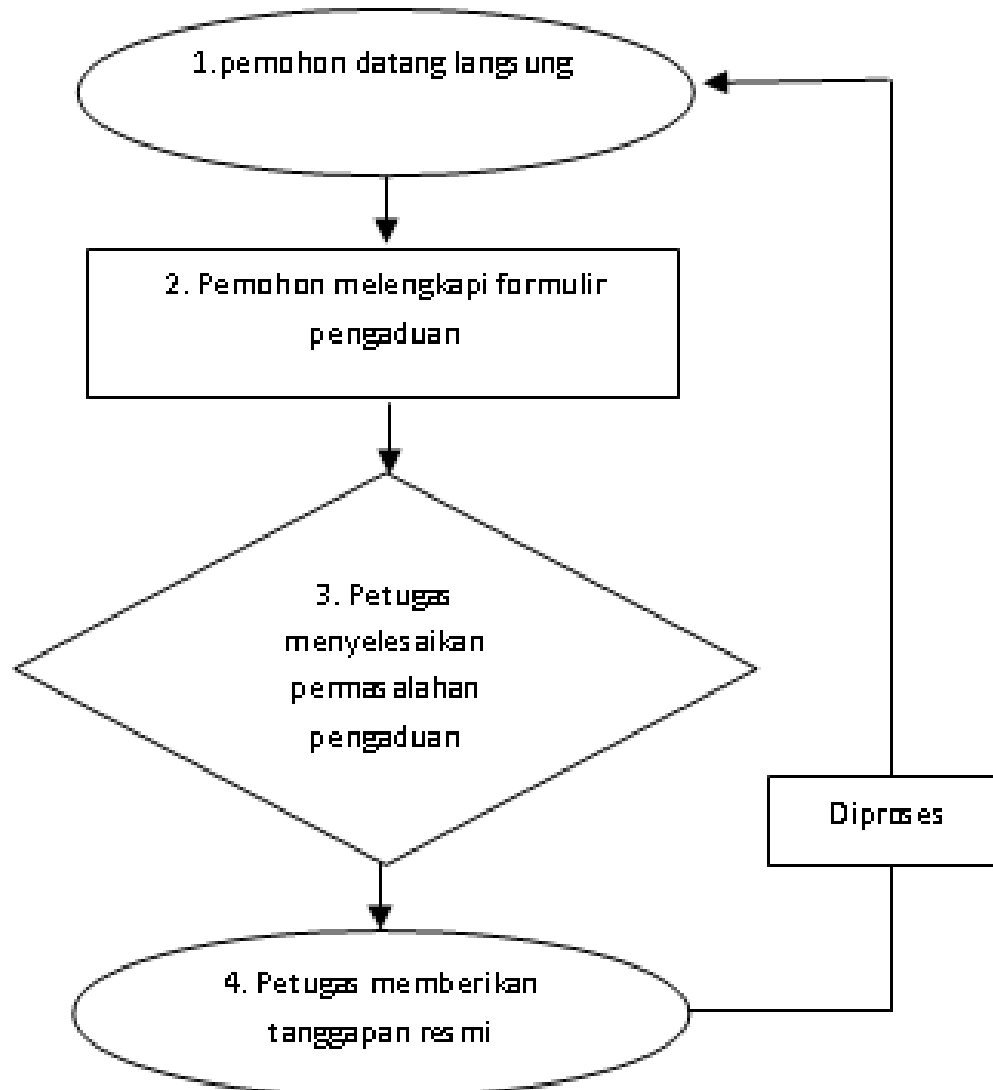 1.pemohon datang langsung
2. Pemohon melengkapi formulir
pengaduan
3. Petugas
menyelesaikan
permasalahan
pengaduan
Diproses
4. Petugas memberikan
tanggapan resmi